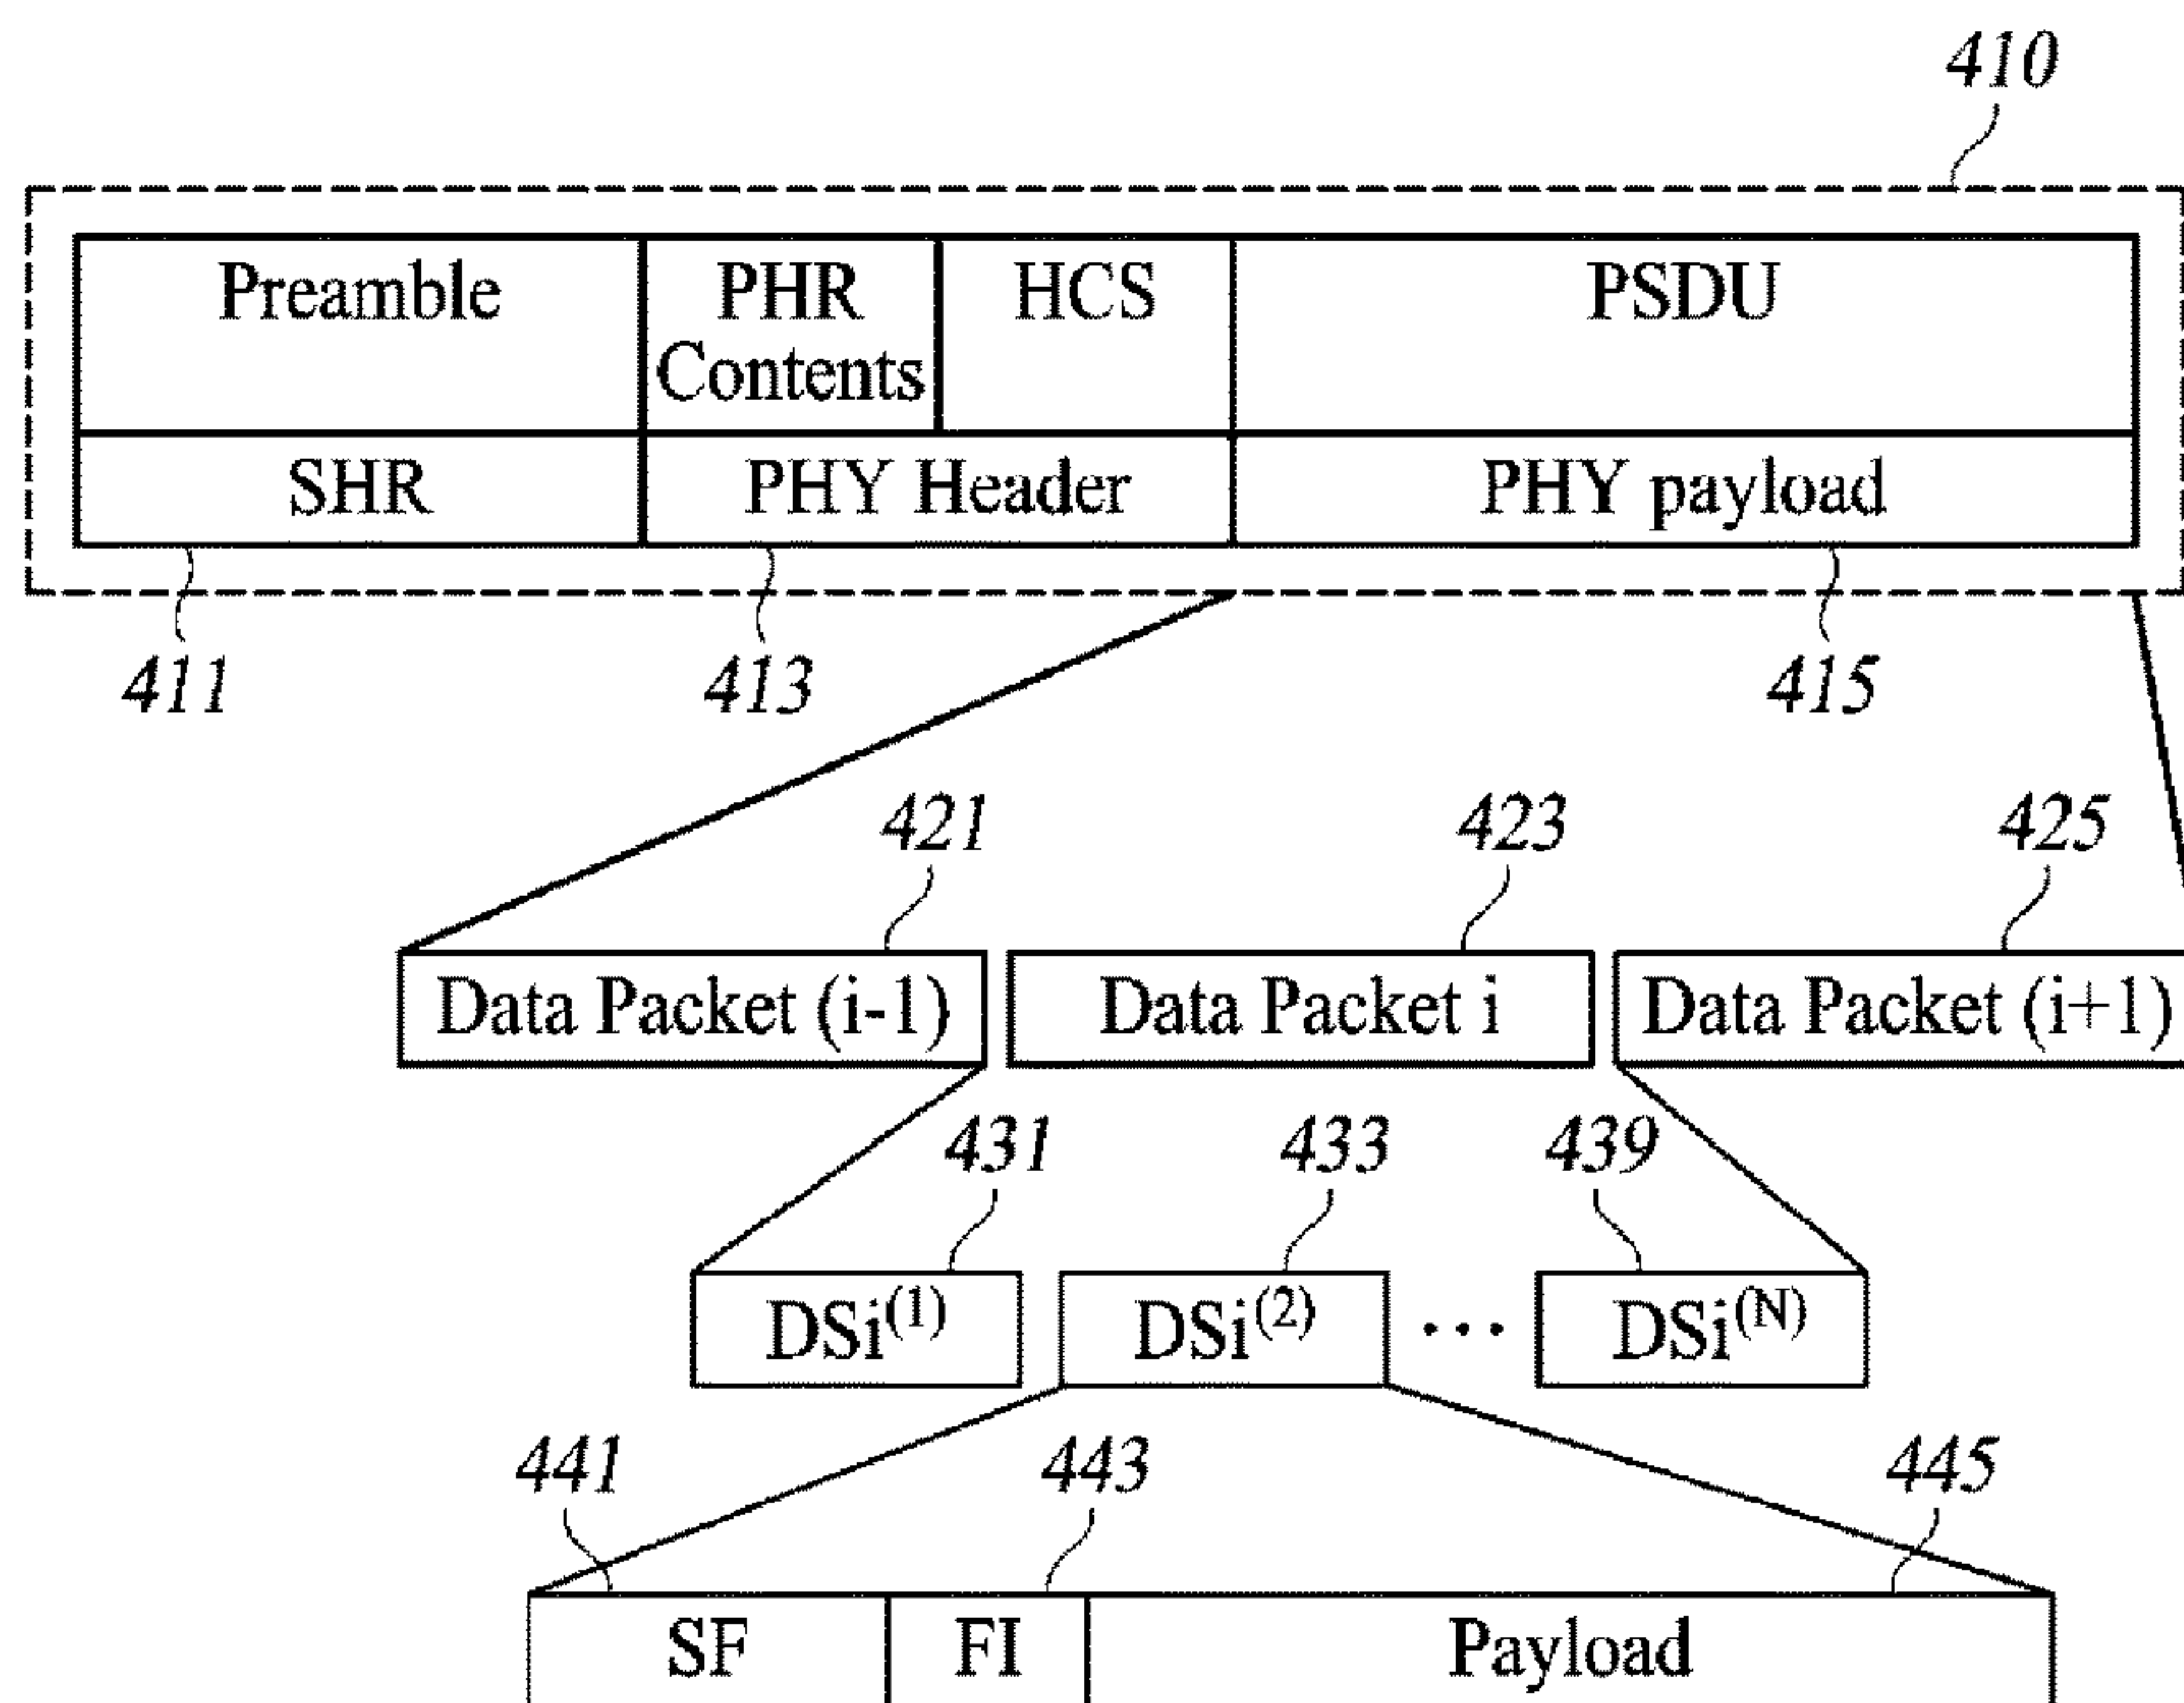 410
Preamble
PHR
Contents
HCS
PSDU
SHR
PHY Header
PHY payload
411
413
415
421
423
425
Data Packet (i-1)
Data Packet i
Data Packet (i+1)
431
433
439
DSi(1)
DSi(2)
...
DSi(N)
441
443
445
SF
FI
Payload